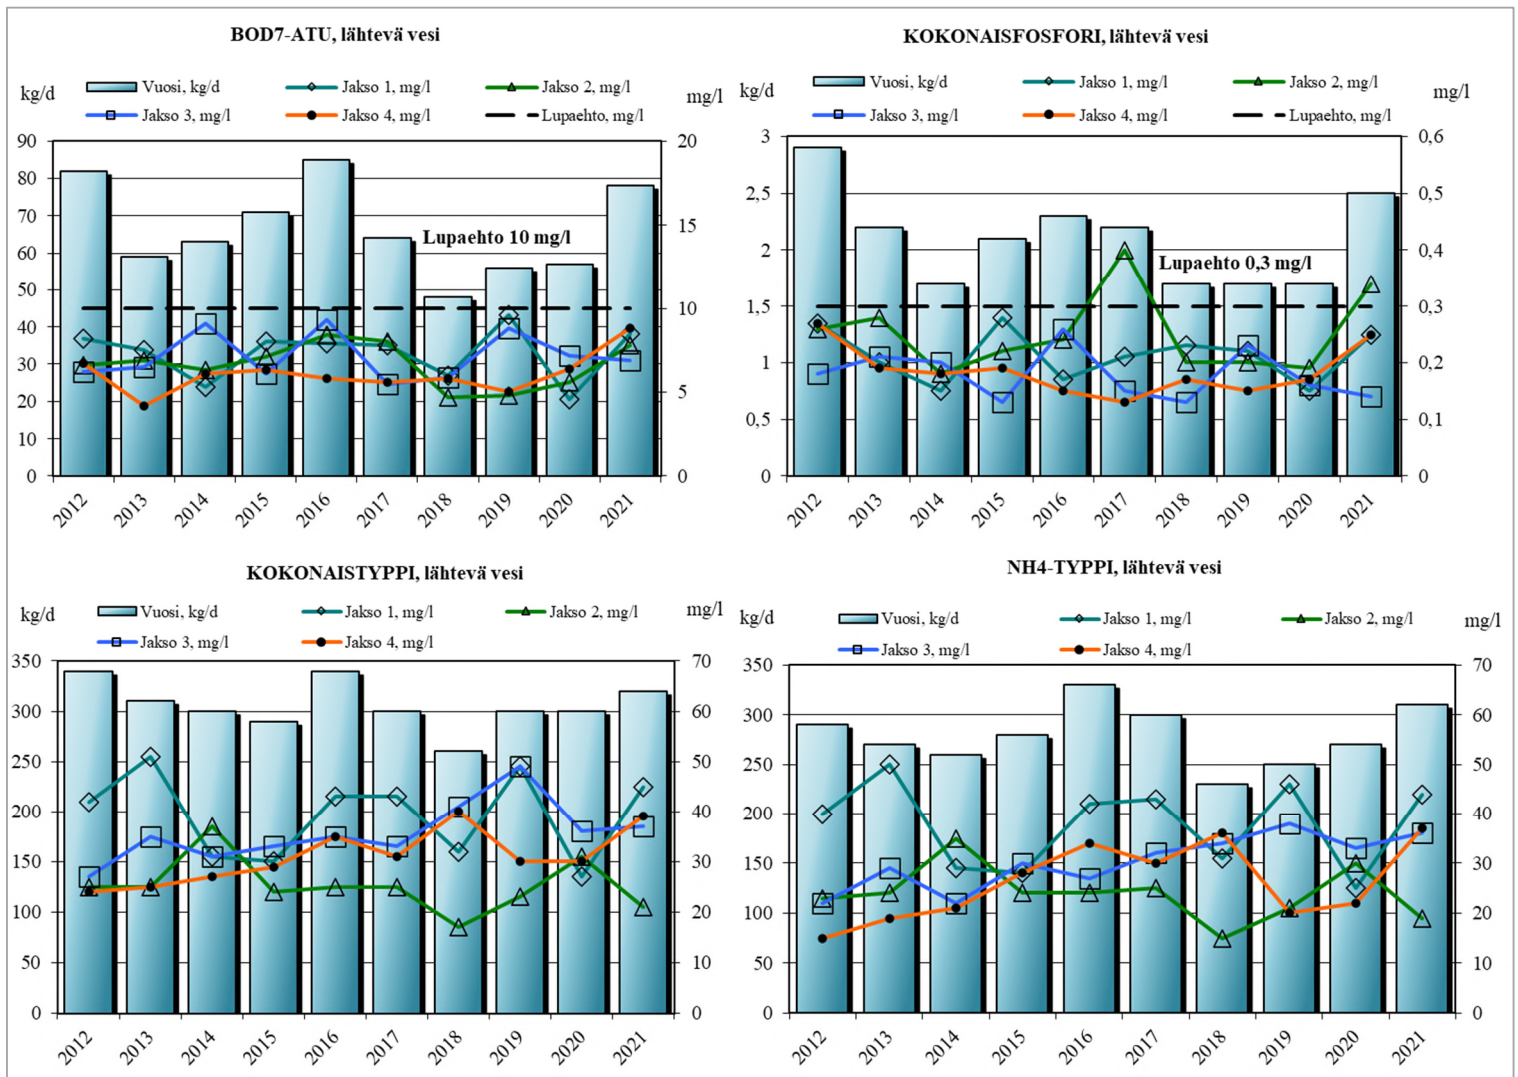 BOD7-ATU, lähtevä vesi
kg/d
mg/l
Vuosi, kg/d
Jakso 1, mg/l
Jakso 2, mg/l
Jakso 3, mg/l
Jakso 4, mg/l
Lupaehto, mg/l
90
80
70
60
50
40
30
20
10
0
20
15
10
5
0
Lupaehto 10 mg/l
2012
2013
2014
2015
2016
2017
2018
2019
2020
2021
KOKONAISFOSFORI, lähtevä vesi
kg/d
mg/l
Vuosi, kg/d
Jakso 1, mg/l
Jakso 2, mg/l
Jakso 3, mg/l
Jakso 4, mg/l
Lupaehto, mg/l
3
2,5
2
1,5
1
0,5
0
0,6
0,5
0,4
0,3
0,2
0,1
0
Lupaehto 0,3 mg/l
2012
2013
2014
2015
2016
2017
2018
2019
2020
2021
KOKONAISTYPPI, lähtevä vesi
kg/d
mg/l
Vuosi, kg/d
Jakso 1, mg/l
Jakso 2, mg/l
Jakso 3, mg/l
Jakso 4, mg/l
350
300
250
200
150
100
50
0
70
60
50
40
30
20
10
0
2012
2013
2014
2015
2016
2017
2018
2019
2020
2021
NH4-TYPPI, lähtevä vesi
kg/d
mg/l
Vuosi, kg/d
Jakso 1, mg/l
Jakso 2, mg/l
Jakso 3, mg/l
Jakso 4, mg/l
350
300
250
200
150
100
50
0
70
60
50
40
30
20
10
0
2012
2013
2014
2015
2016
2017
2018
2019
2020
2021